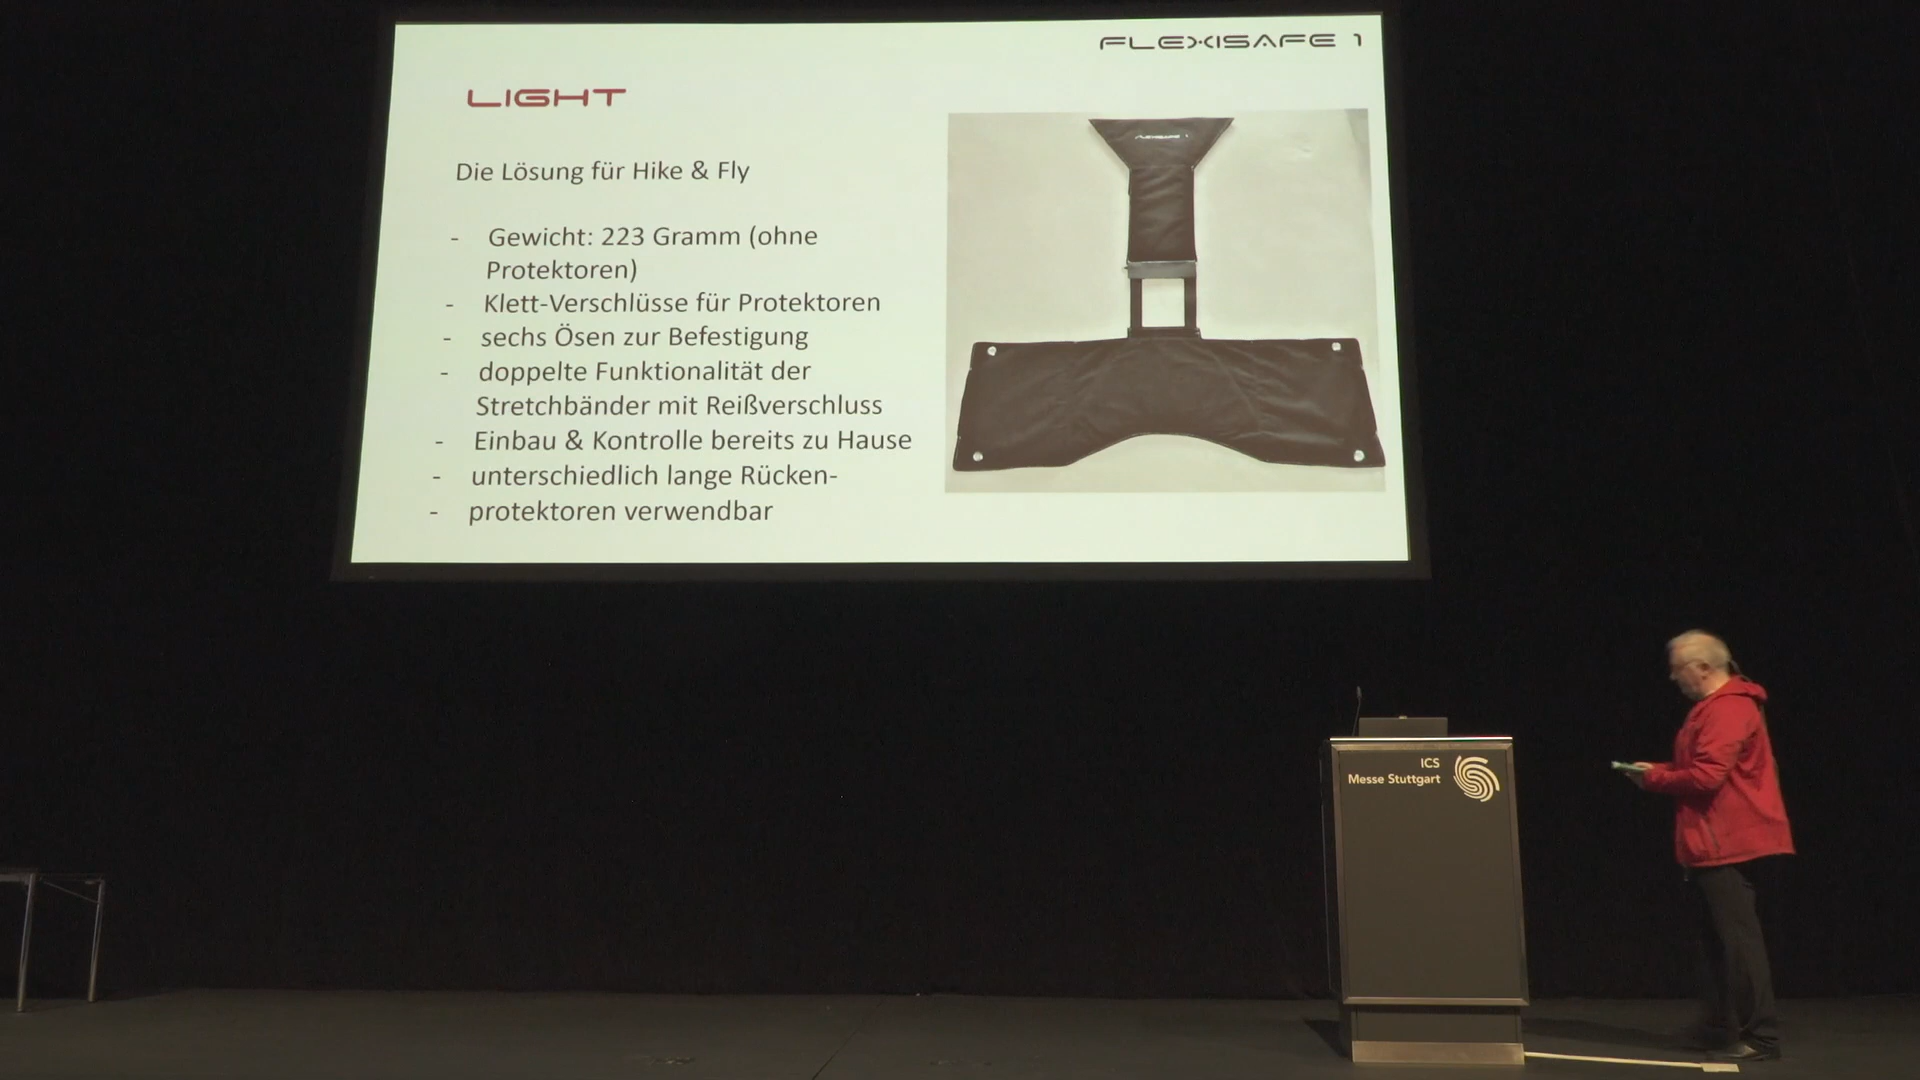 FLEXISAFE 1
LIGHT
Die Lösung für Hike & Fly
- Gewicht: 223 Gramm (ohne
Protektoren)
- Klett-Verschlüsse für Protektoren
- sechs Ösen zur Befestigung
- doppelte Funktionalität der
Stretchbänder mit Reißverschluss
- Einbau & Kontrolle bereits zu Hause
- unterschiedlich lange Rücken-
- protektoren verwendbar
FLEXISAFE 1
ICS
Messe Stuttgart